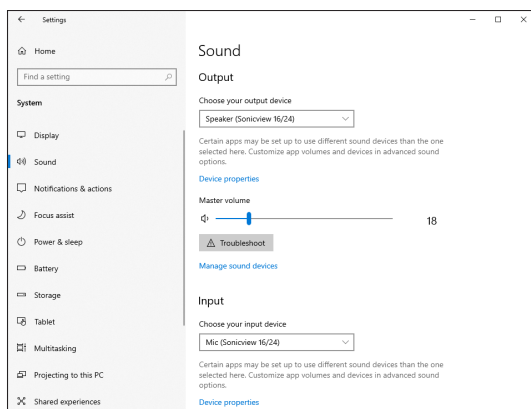 Settings
Home
Find a setting
System
Display
Sound
Notifications & actions
Focus assist
Power & sleep
Battery
Storage
Tablet
Multitasking
Projecting to this PC
Shared experiences
Sound
Output
Choose your output device
Speaker (Sonicview 16/24)
Certain apps may be set up to use different sound devices than the one
selected here. Customize app volumes and devices in advanced sound
options.
Device properties
Master volume
18
Troubleshoot
Manage sound devices
Input
Choose your input device
Mic (Sonicview 16/24)
Certain apps may be set up to use different sound devices than the one
selected here. Customize app volumes and devices in advanced sound
options.
Device properties